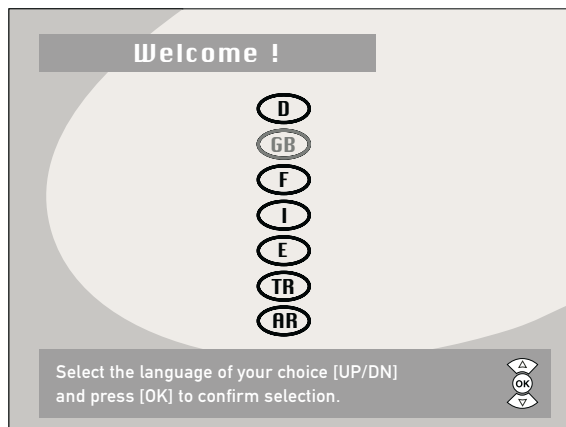 Welcome !
D
GB
F
I
E
TR
AR
Select the language of your choice [UP/DN]
and press [OK] to confirm selection.
OK